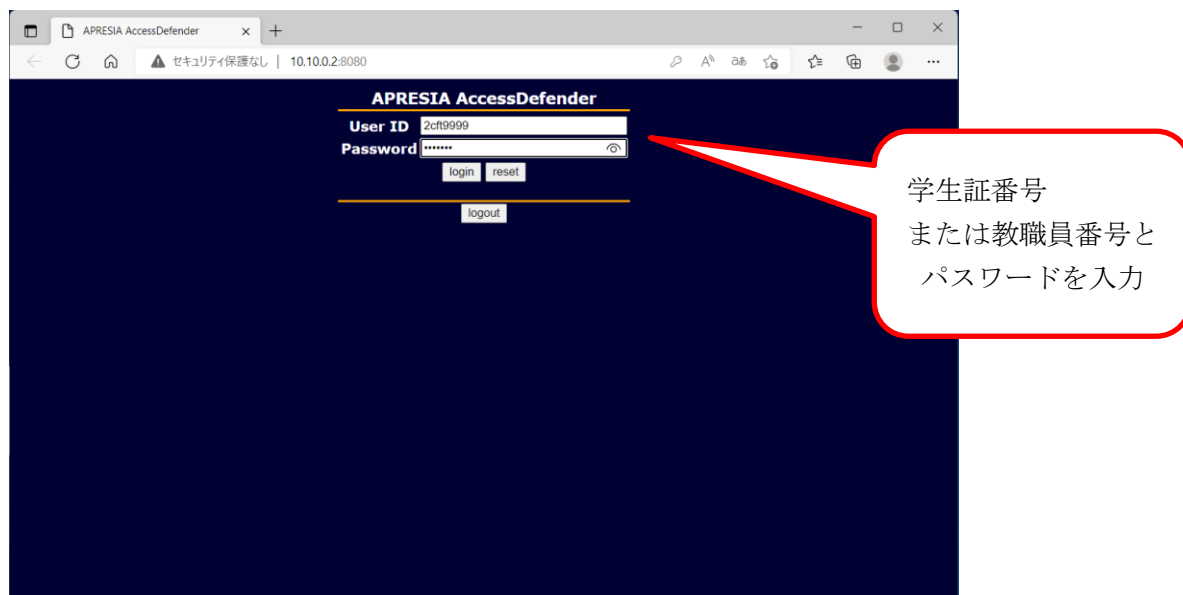 APRESIA AccessDefender
セキュリティ保護なし | 10.10.0.2:8080
APRESIA AccessDefender
User ID 2cft9999
Password •••••••
login reset
logout
学生証番号
または教職員番号と
パスワードを入力